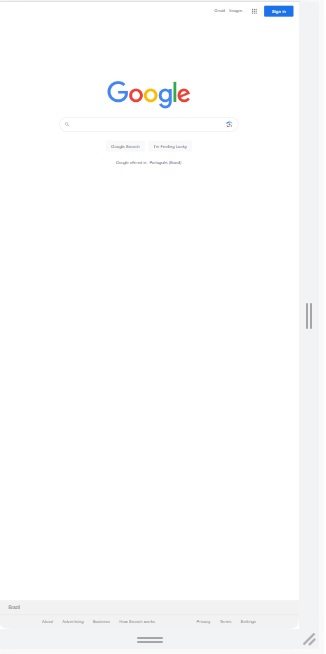 Gmail Images Sign in
Google
Google Search I'm Feeling Lucky
Google offered in: Português (Brasil)
Brazil
About Advertising Business How Search works Privacy Terms Settings